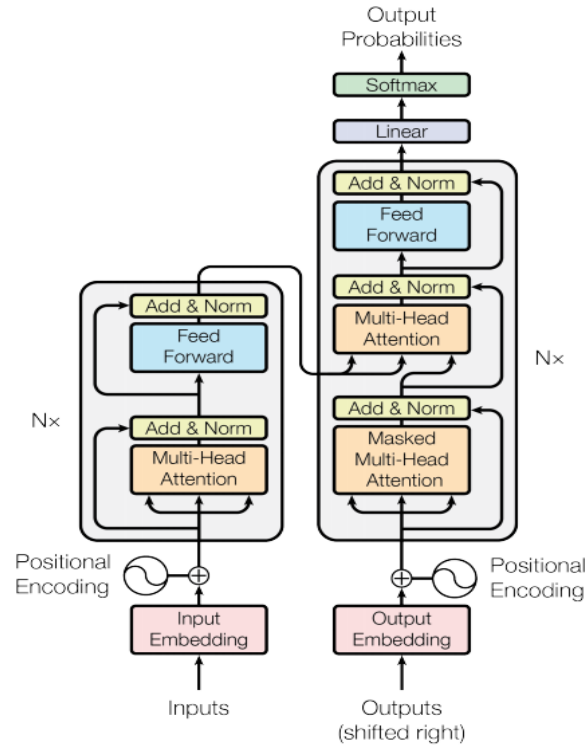 Output
Probabilities
Softmax
Linear
Add & Norm
Feed
Forward
Add & Norm
Multi-Head
Attention
Add & Norm
Masked
Multi-Head
Attention
N×
Add & Norm
Feed
Forward
Add & Norm
Multi-Head
Attention
N×
Positional
Encoding
Positional
Encoding
Input
Embedding
Output
Embedding
Inputs
Outputs
(shifted right)